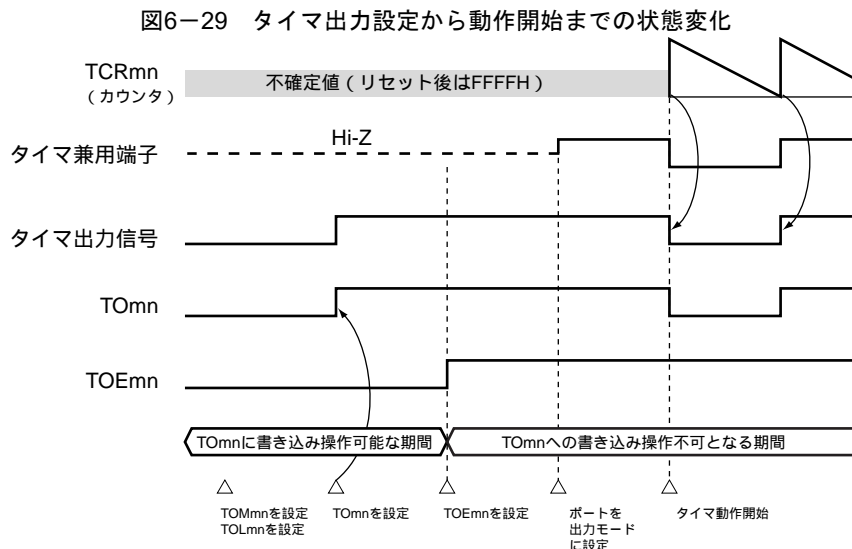 図6−29　タイマ出力設定から動作開始までの状態変化
TCRmn
（カウンタ）
不確定値（リセット後はFFFFH）
Hi-Z
タイマ兼用端子
タイマ出力信号
TOmn
TOEmn
TOmnに書き込み操作可能な期間
TOmnへの書き込み操作不可となる期間
TOMmnを設定
TOLmnを設定
TOmnを設定
TOEmnを設定
ポートを
出力モード
に設定
タイマ動作開始